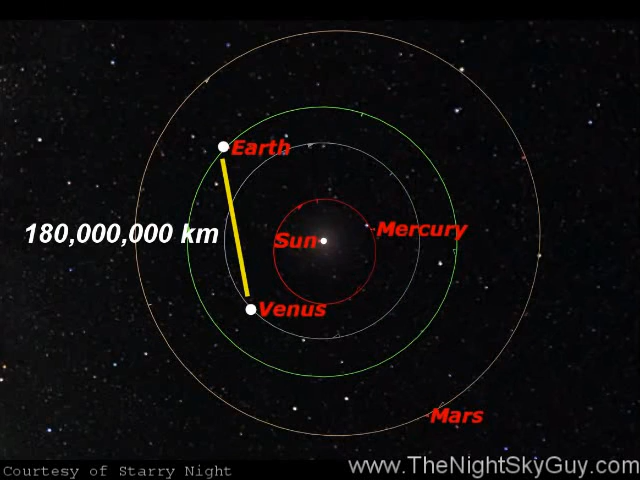 Earth
180,000,000 km
Mercury
Sun
Venus
Mars
Courtesy of Starry Night
www.TheNightSkyGuy.com